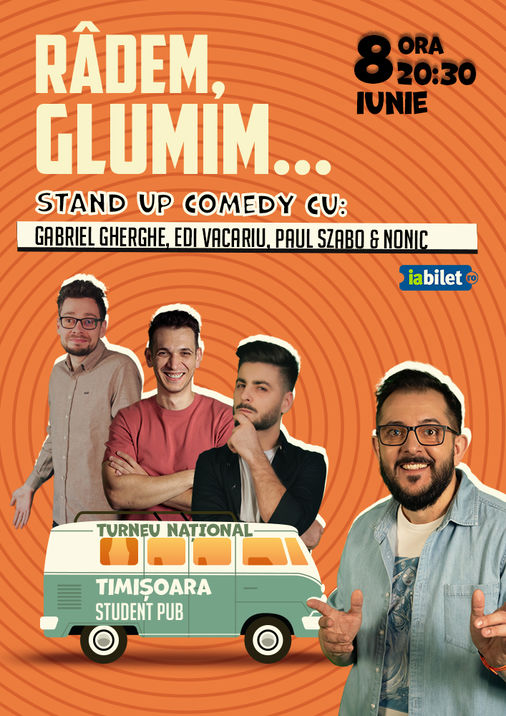 RÂDEM,
GLUMIM...
8 ORA
20:30
IUNIE
STAND UP COMEDY CU:
GABRIEL GHERGHE, EDI VACARIU, PAUL SZABO & NONIC
iabilet.ro
TURNEU NATIONAL
TIMIȘOARA
STUDENT PUB